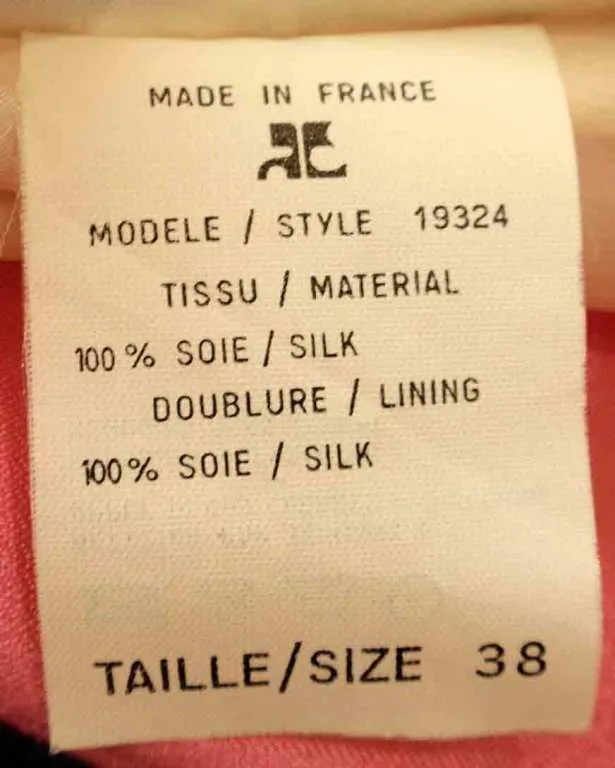 MADE IN FRANCE
MODELE / STYLE 19324
TISSU / MATERIAL
100 % SOIE / SILK
DOUBLURE / LINING
100% SOIE / SILK
TAILLE/SIZE 38